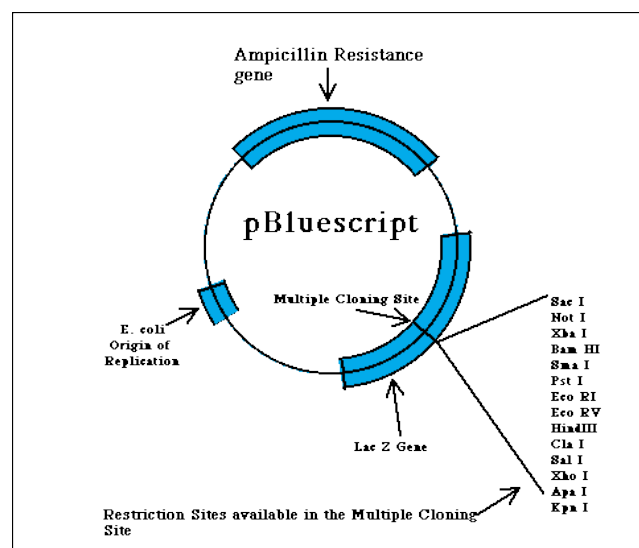 Ampicillin Resistance
gene
pBluescript
Multiple Cloning Site
E. coli
Origin of
Replication
Lac Z Gene
Sac I
Not I
Xba I
Bam HI
Sma I
Pst I
Eco RI
Eco RV
HindIII
Cla I
Sal I
Xho I
Apa I
Kpn I
Restriction Sites available in the Multiple Cloning
Site